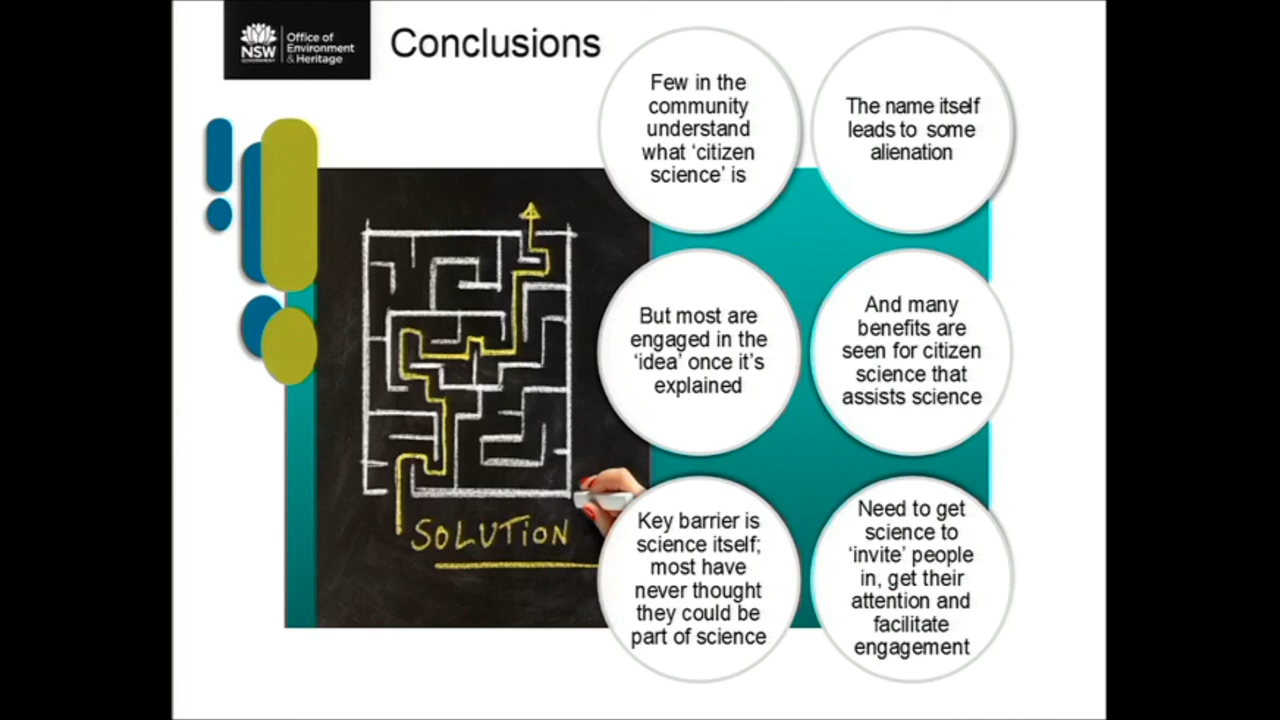 NSW
GOVERNMENT
Office of
Environment
& Heritage
Conclusions
Few in the
community
understand
what ‘citizen
science’ is
The name itself
leads to some
alienation
But most are
engaged in the
‘idea’ once it’s
explained
And many
benefits are
seen for citizen
science that
assists science
Key barrier is
science itself;
most have
never thought
they could be
part of science
Need to get
science to
‘invite’ people
in, get their
attention and
facilitate
engagement
SOLUTiON